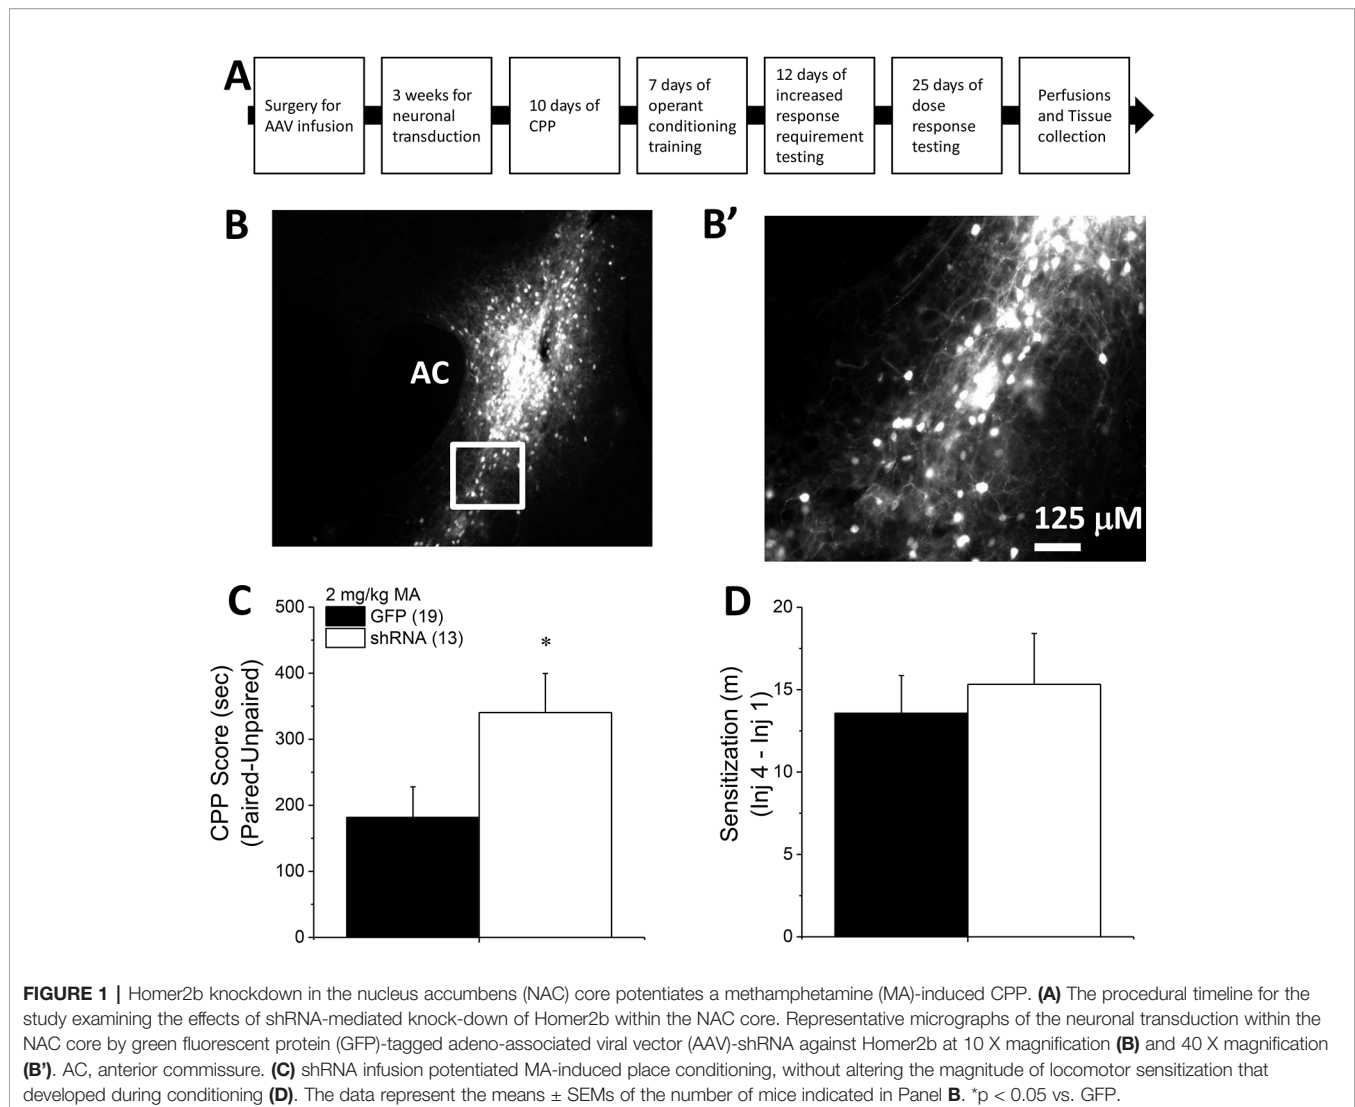 A
Surgery for
AAV infusion
3 weeks for
neuronal
transduction
10 days of
CPP
7 days of
operant
conditioning
training
12 days of
increased
response
requirement
testing
25 days of
dose
response
testing
Perfusions
and Tissue
collection
B
AC
B’
125 µM
C
2 mg/kg MA
GFP (19)
shRNA (13)
*
CPP Score (sec)
(Paired-Unpaired)
500
400
300
200
100
0
D
Sensitization (m)
(Inj 4 - Inj 1)
20
15
10
5
0
FIGURE 1 | Homer2b knockdown in the nucleus accumbens (NAC) core potentiates a methamphetamine (MA)-induced CPP. (A) The procedural timeline for the
study examining the effects of shRNA-mediated knock-down of Homer2b within the NAC core. Representative micrographs of the neuronal transduction within the
NAC core by green fluorescent protein (GFP)-tagged adeno-associated viral vector (AAV)-shRNA against Homer2b at 10 X magnification (B) and 40 X magnification
(B’). AC, anterior commissure. (C) shRNA infusion potentiated MA-induced place conditioning, without altering the magnitude of locomotor sensitization that
developed during conditioning (D). The data represent the means ± SEMs of the number of mice indicated in Panel B. *p < 0.05 vs. GFP.